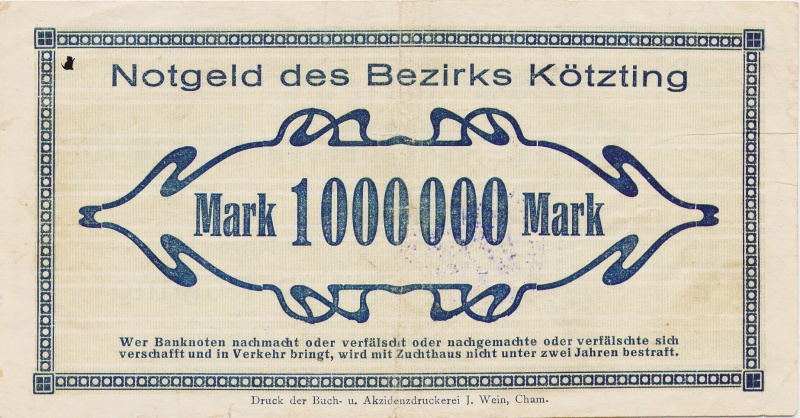 Notgeld des Bezirks Kötzting
Mark 1000000 Mark
Wer Banknoten nachmacht oder verfälscht oder nachgemachte oder verfälschte sich
verschafft und in Verkehr bringt, wird mit Zuchthaus nicht unter zwei Jahren bestraft.
Druck der Buch- u. Akzidenzdruckerei J. Wein, Cham.